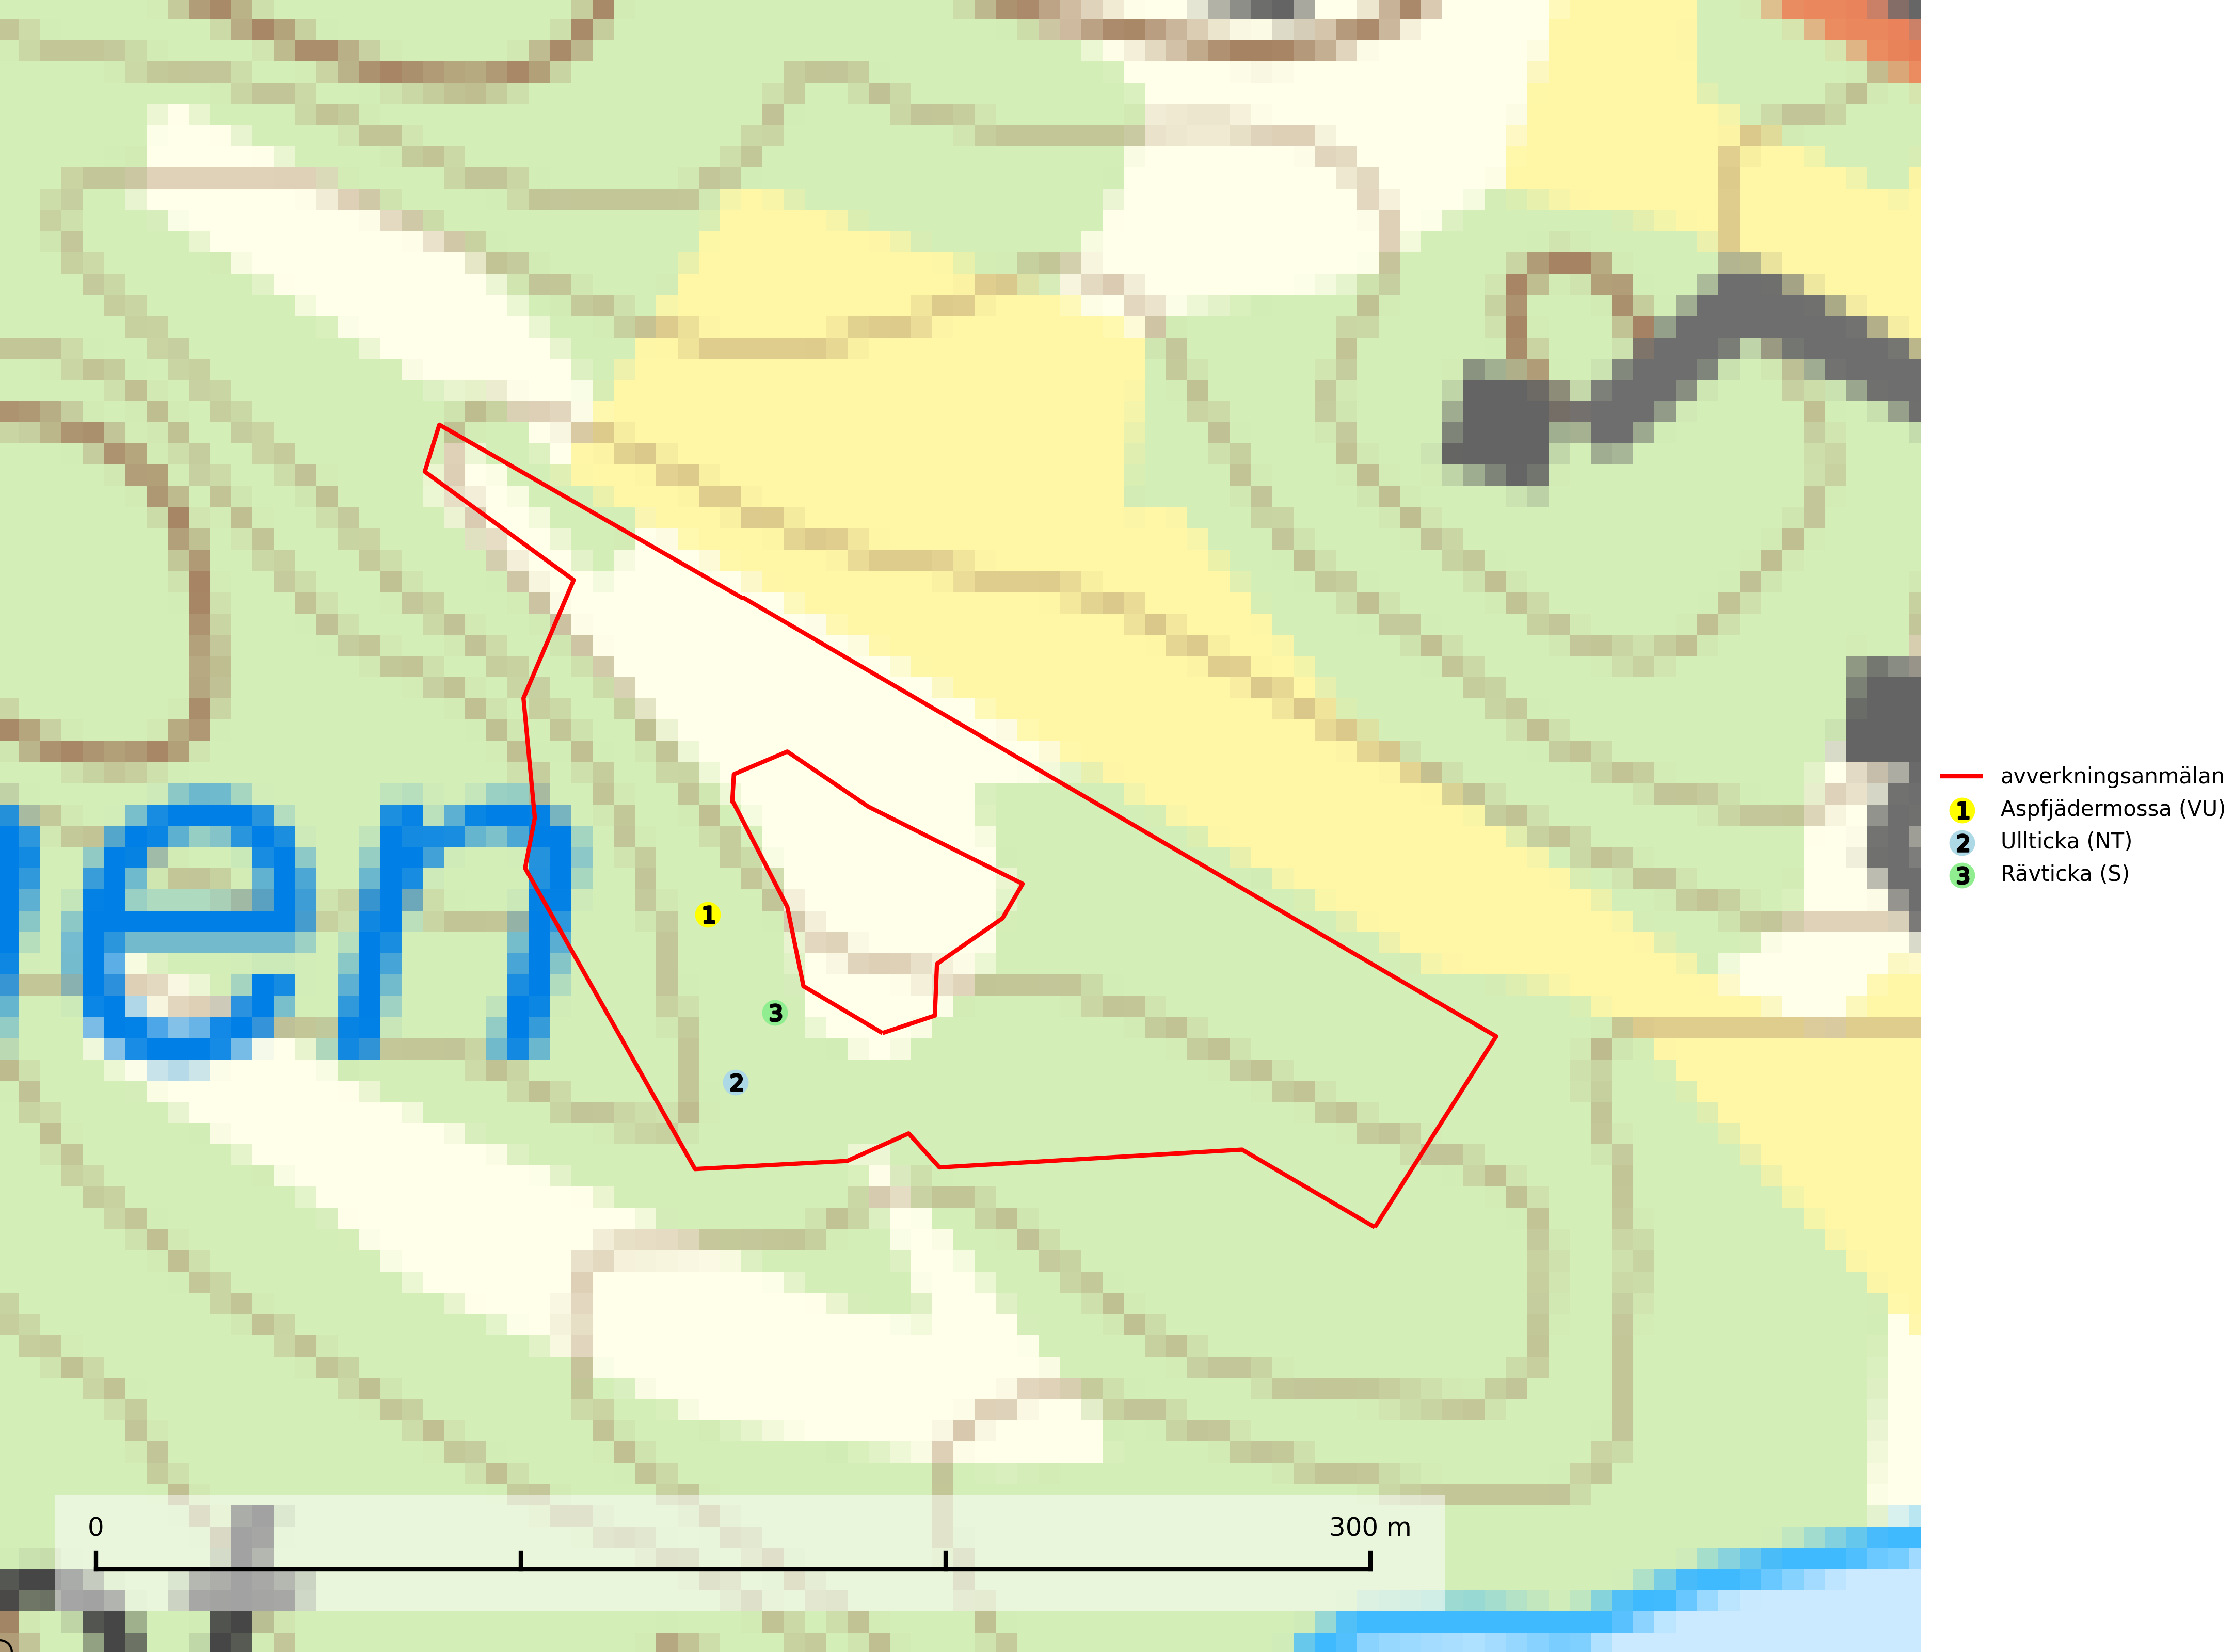 en
1
3
2
0 300 m
avverkningsanmälan
1 Aspfjädermossa (VU)
2 Ullticka (NT)
3 Rävticka (S)